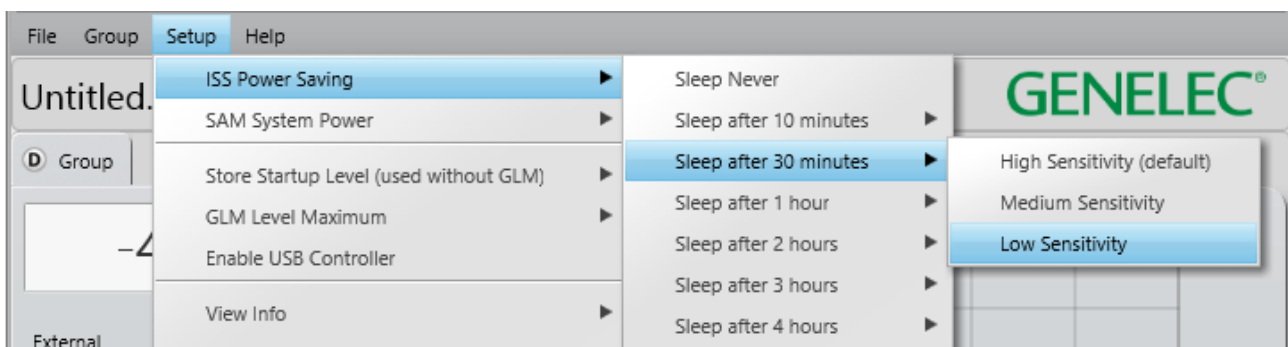 File Group Setup Help
Untitled.
GENELEC®
D Group
ISS Power Saving
SAM System Power
Store Startup Level (used without GLM)
GLM Level Maximum
Enable USB Controller
View Info
Sleep Never
Sleep after 10 minutes
Sleep after 30 minutes
Sleep after 1 hour
Sleep after 2 hours
Sleep after 3 hours
Sleep after 4 hours
High Sensitivity (default)
Medium Sensitivity
Low Sensitivity
External